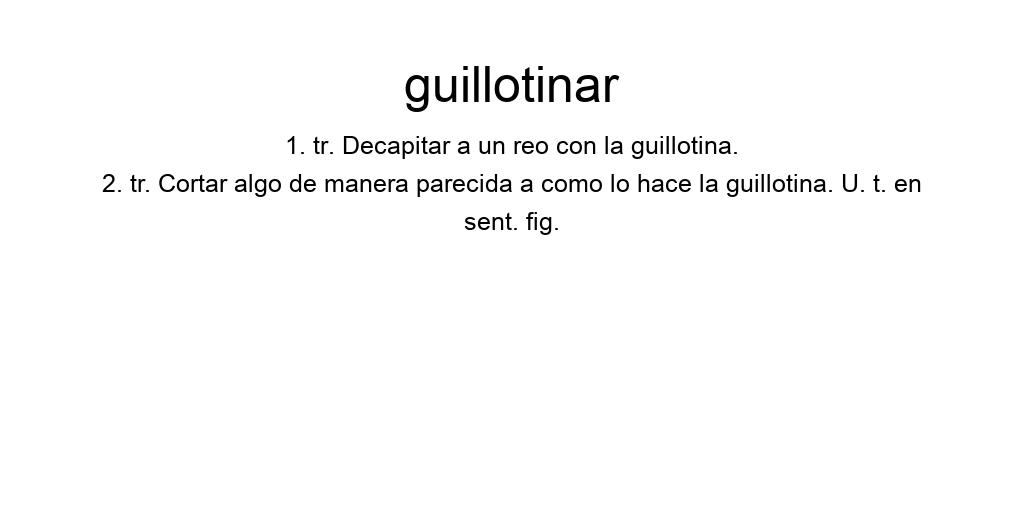 guillotinar
1. tr. Decapitar a un reo con la guillotina.
2. tr. Cortar algo de manera parecida a como lo hace la guillotina. U. t. en
sent. fig.